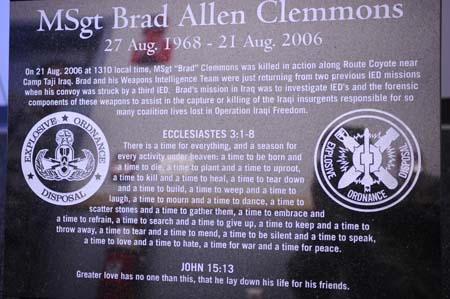 MSgt Brad Allen Clemmons
27 Aug. 1968 - 21 Aug. 2006
On 21 Aug. 2006 at 1310 local time, MSgt "Brad" Clemmons was killed in action along Route Coyote near
Camp Taji Iraq. Brad and his Weapons Intelligence Team were just returning from two previous IED missions
when his convoy was struck by a third IED. Brad's mission in Iraq was to investigate IED's and the forensic
components of these weapons to assist in the capture or killing of the Iraqi insurgents responsible for so
many coalition lives lost in Operation Iraqi Freedom.
EXPLOSIVE ORDNANCE
DISPOSAL
ECCLESIASTES 3:1-8
There is a time for everything, and a season for
every activity under heaven: a time to be born and
a time to die, a time to plant and a time to uproot,
a time to kill and a time to heal, a time to tear down
and a time to build, a time to weep and a time to
laugh, a time to mourn and a time to dance, a time to
scatter stones and a time to gather them, a time to embrace and
a time to refrain, a time to search and a time to give up, a time to keep and a time to
throw away, a time to tear and a time to mend, a time to be silent and a time to speak,
a time to love and a time to hate, a time for war and a time for peace.
EXPLOSIVE
ORDNANCE
DISPOSAL
JOHN 15:13
Greater love has no one than this, that he lay down his life for his friends.